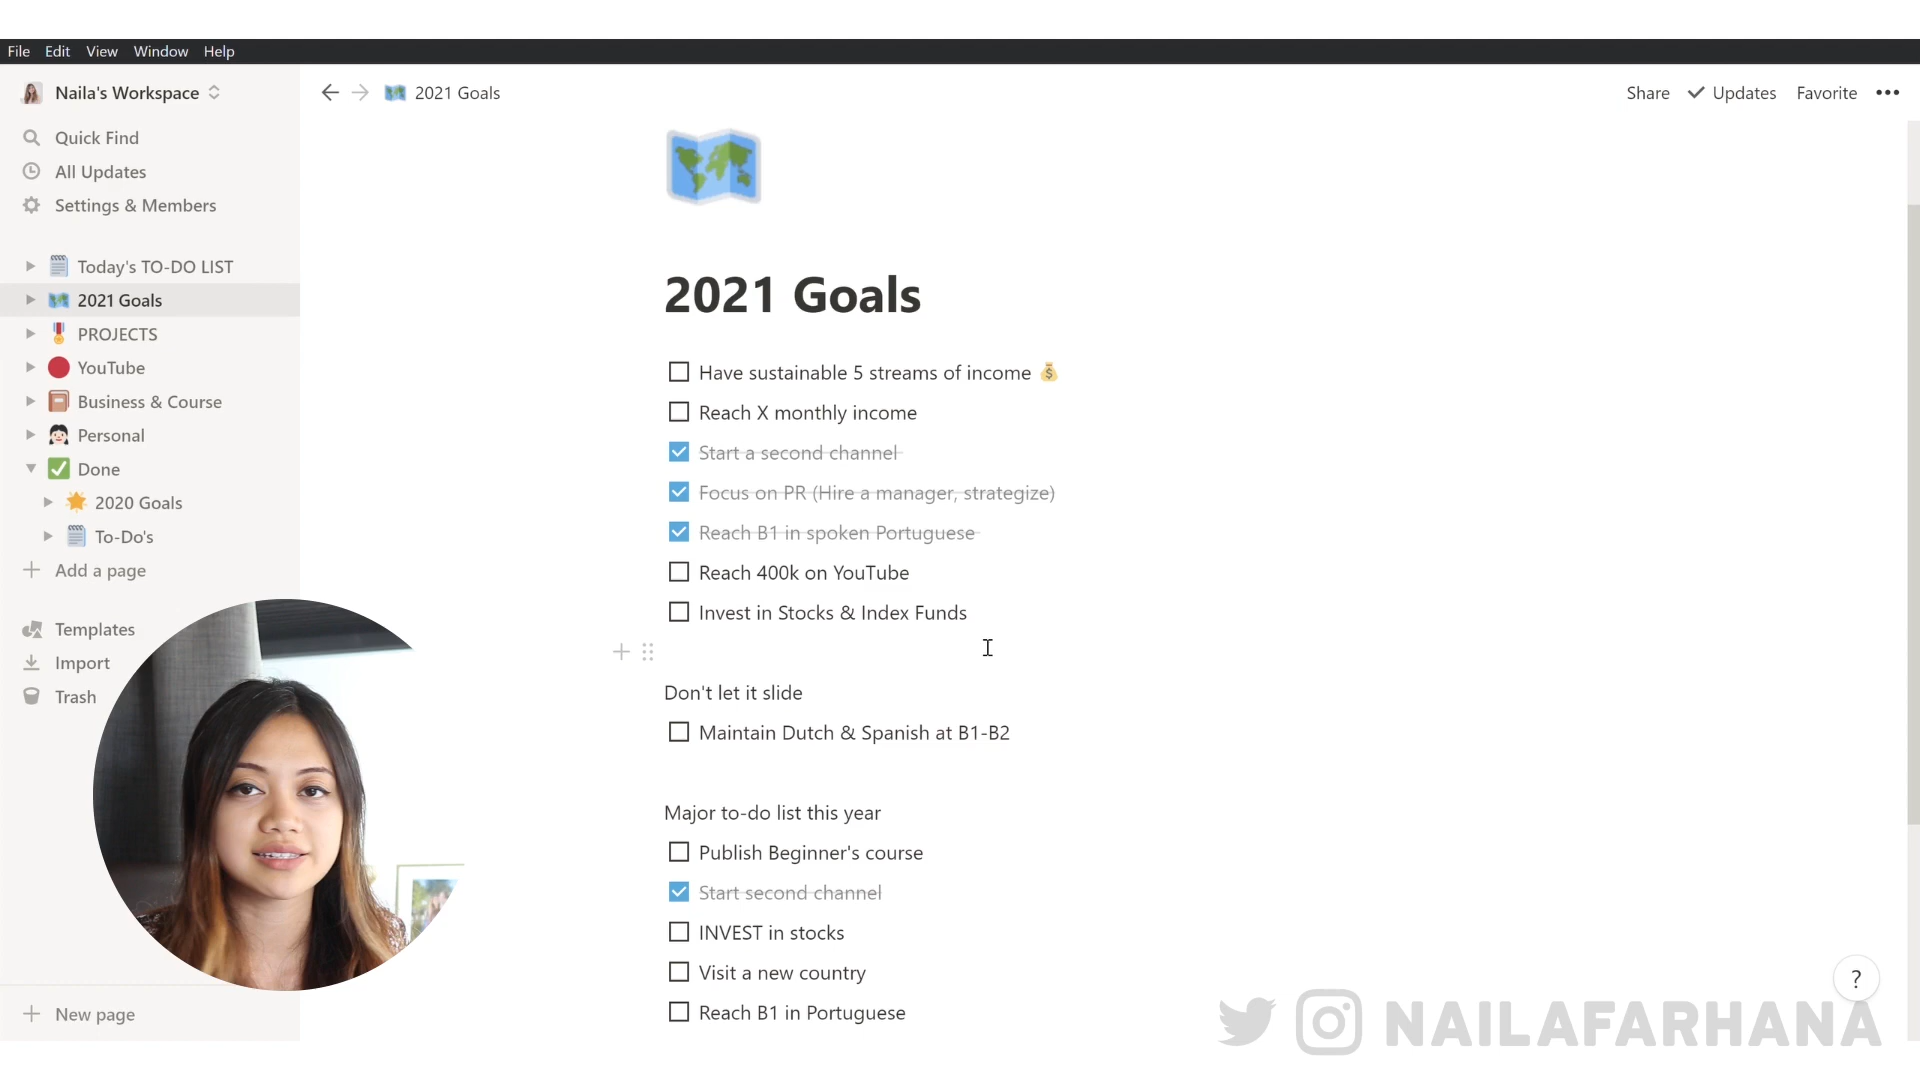 File Edit View Window Help
Naila's Workspace
Quick Find
All Updates
Settings & Members
Today's TO-DO LIST
2021 Goals
PROJECTS
YouTube
Business & Course
Personal
Done
2020 Goals
To-Do's
Add a page
Templates
Import
Trash
New page
2021 Goals
Share Updates Favorite
2021 Goals
Have sustainable 5 streams of income
Reach X monthly income
Start a second channel
Focus on PR (Hire a manager, strategize)
Reach B1 in spoken Portuguese
Reach 400k on YouTube
Invest in Stocks & Index Funds
Don't let it slide
Maintain Dutch & Spanish at B1-B2
Major to-do list this year
Publish Beginner's course
Start second channel
INVEST in stocks
Visit a new country
Reach B1 in Portuguese
?
NAILAFARHANA